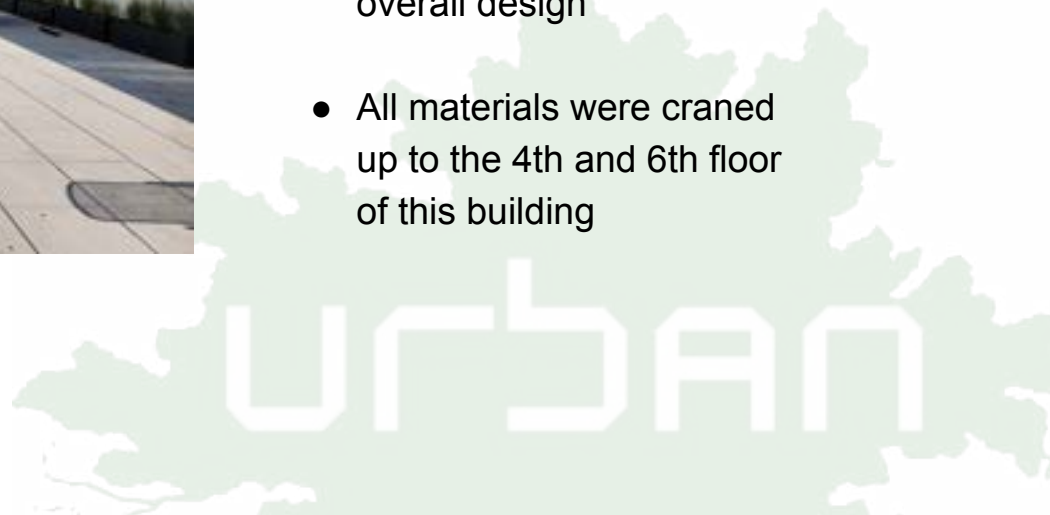 overall design
● All materials were craned
up to the 4th and 6th floor
of this building
urban